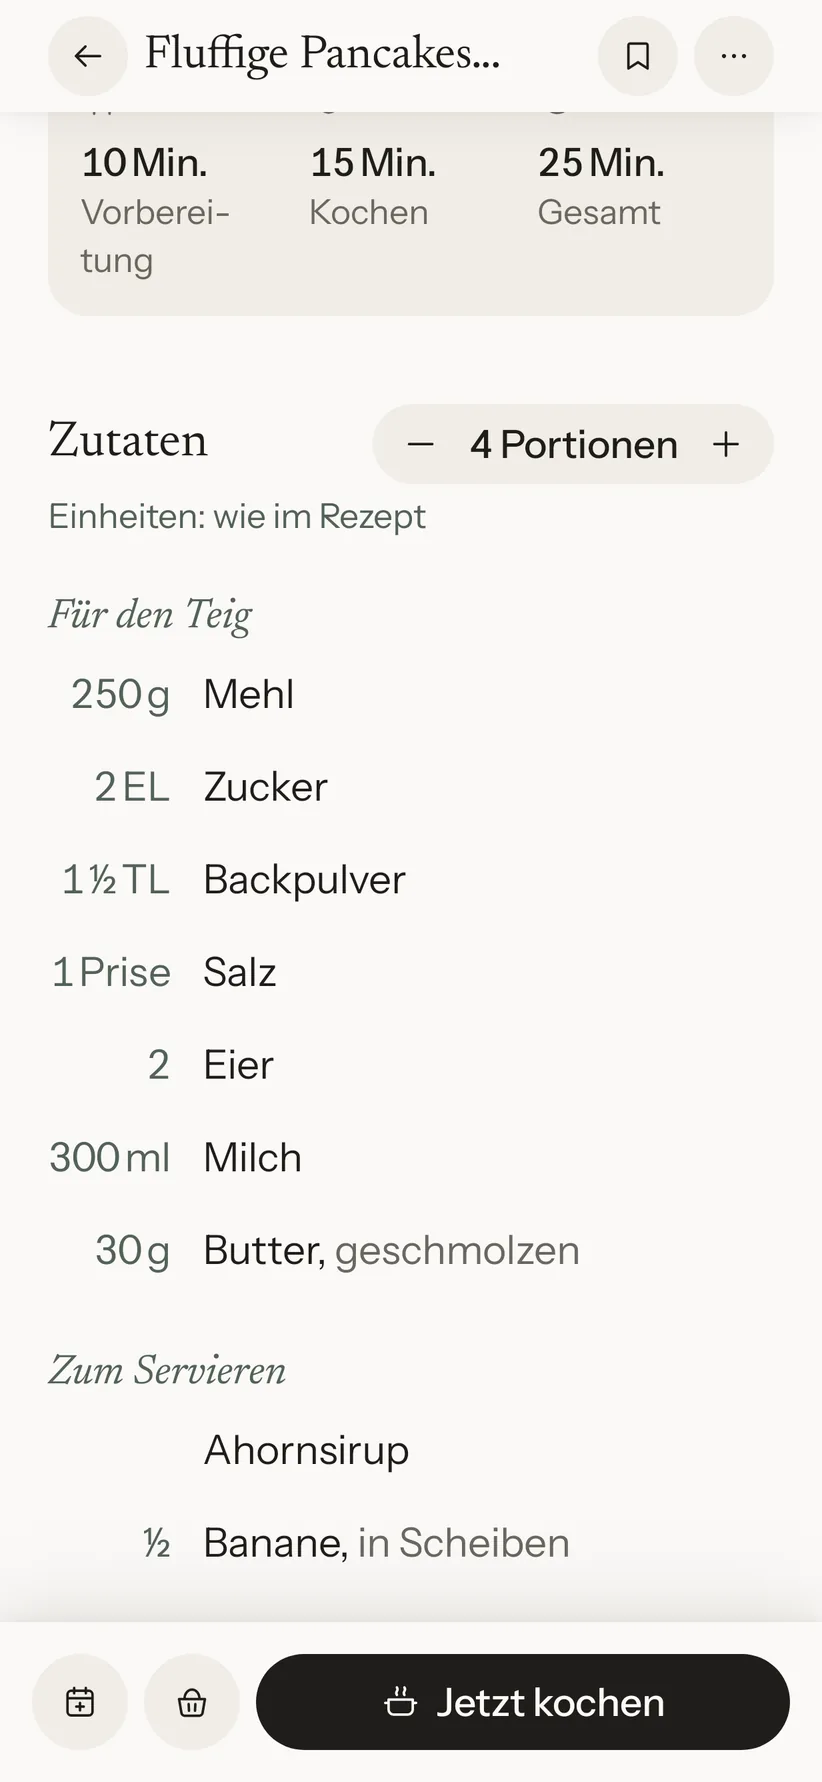 Fluffige Pancakes...
10 Min.
Vorberei-
tung
15 Min.
Kochen
25 Min.
Gesamt
Zutaten
4 Portionen
Einheiten: wie im Rezept
Für den Teig
250 g Mehl
2 EL Zucker
1 ½ TL Backpulver
1 Prise Salz
2 Eier
300 ml Milch
30 g Butter, geschmolzen
Zum Servieren
Ahornsirup
½ Banane, in Scheiben
Jetzt kochen